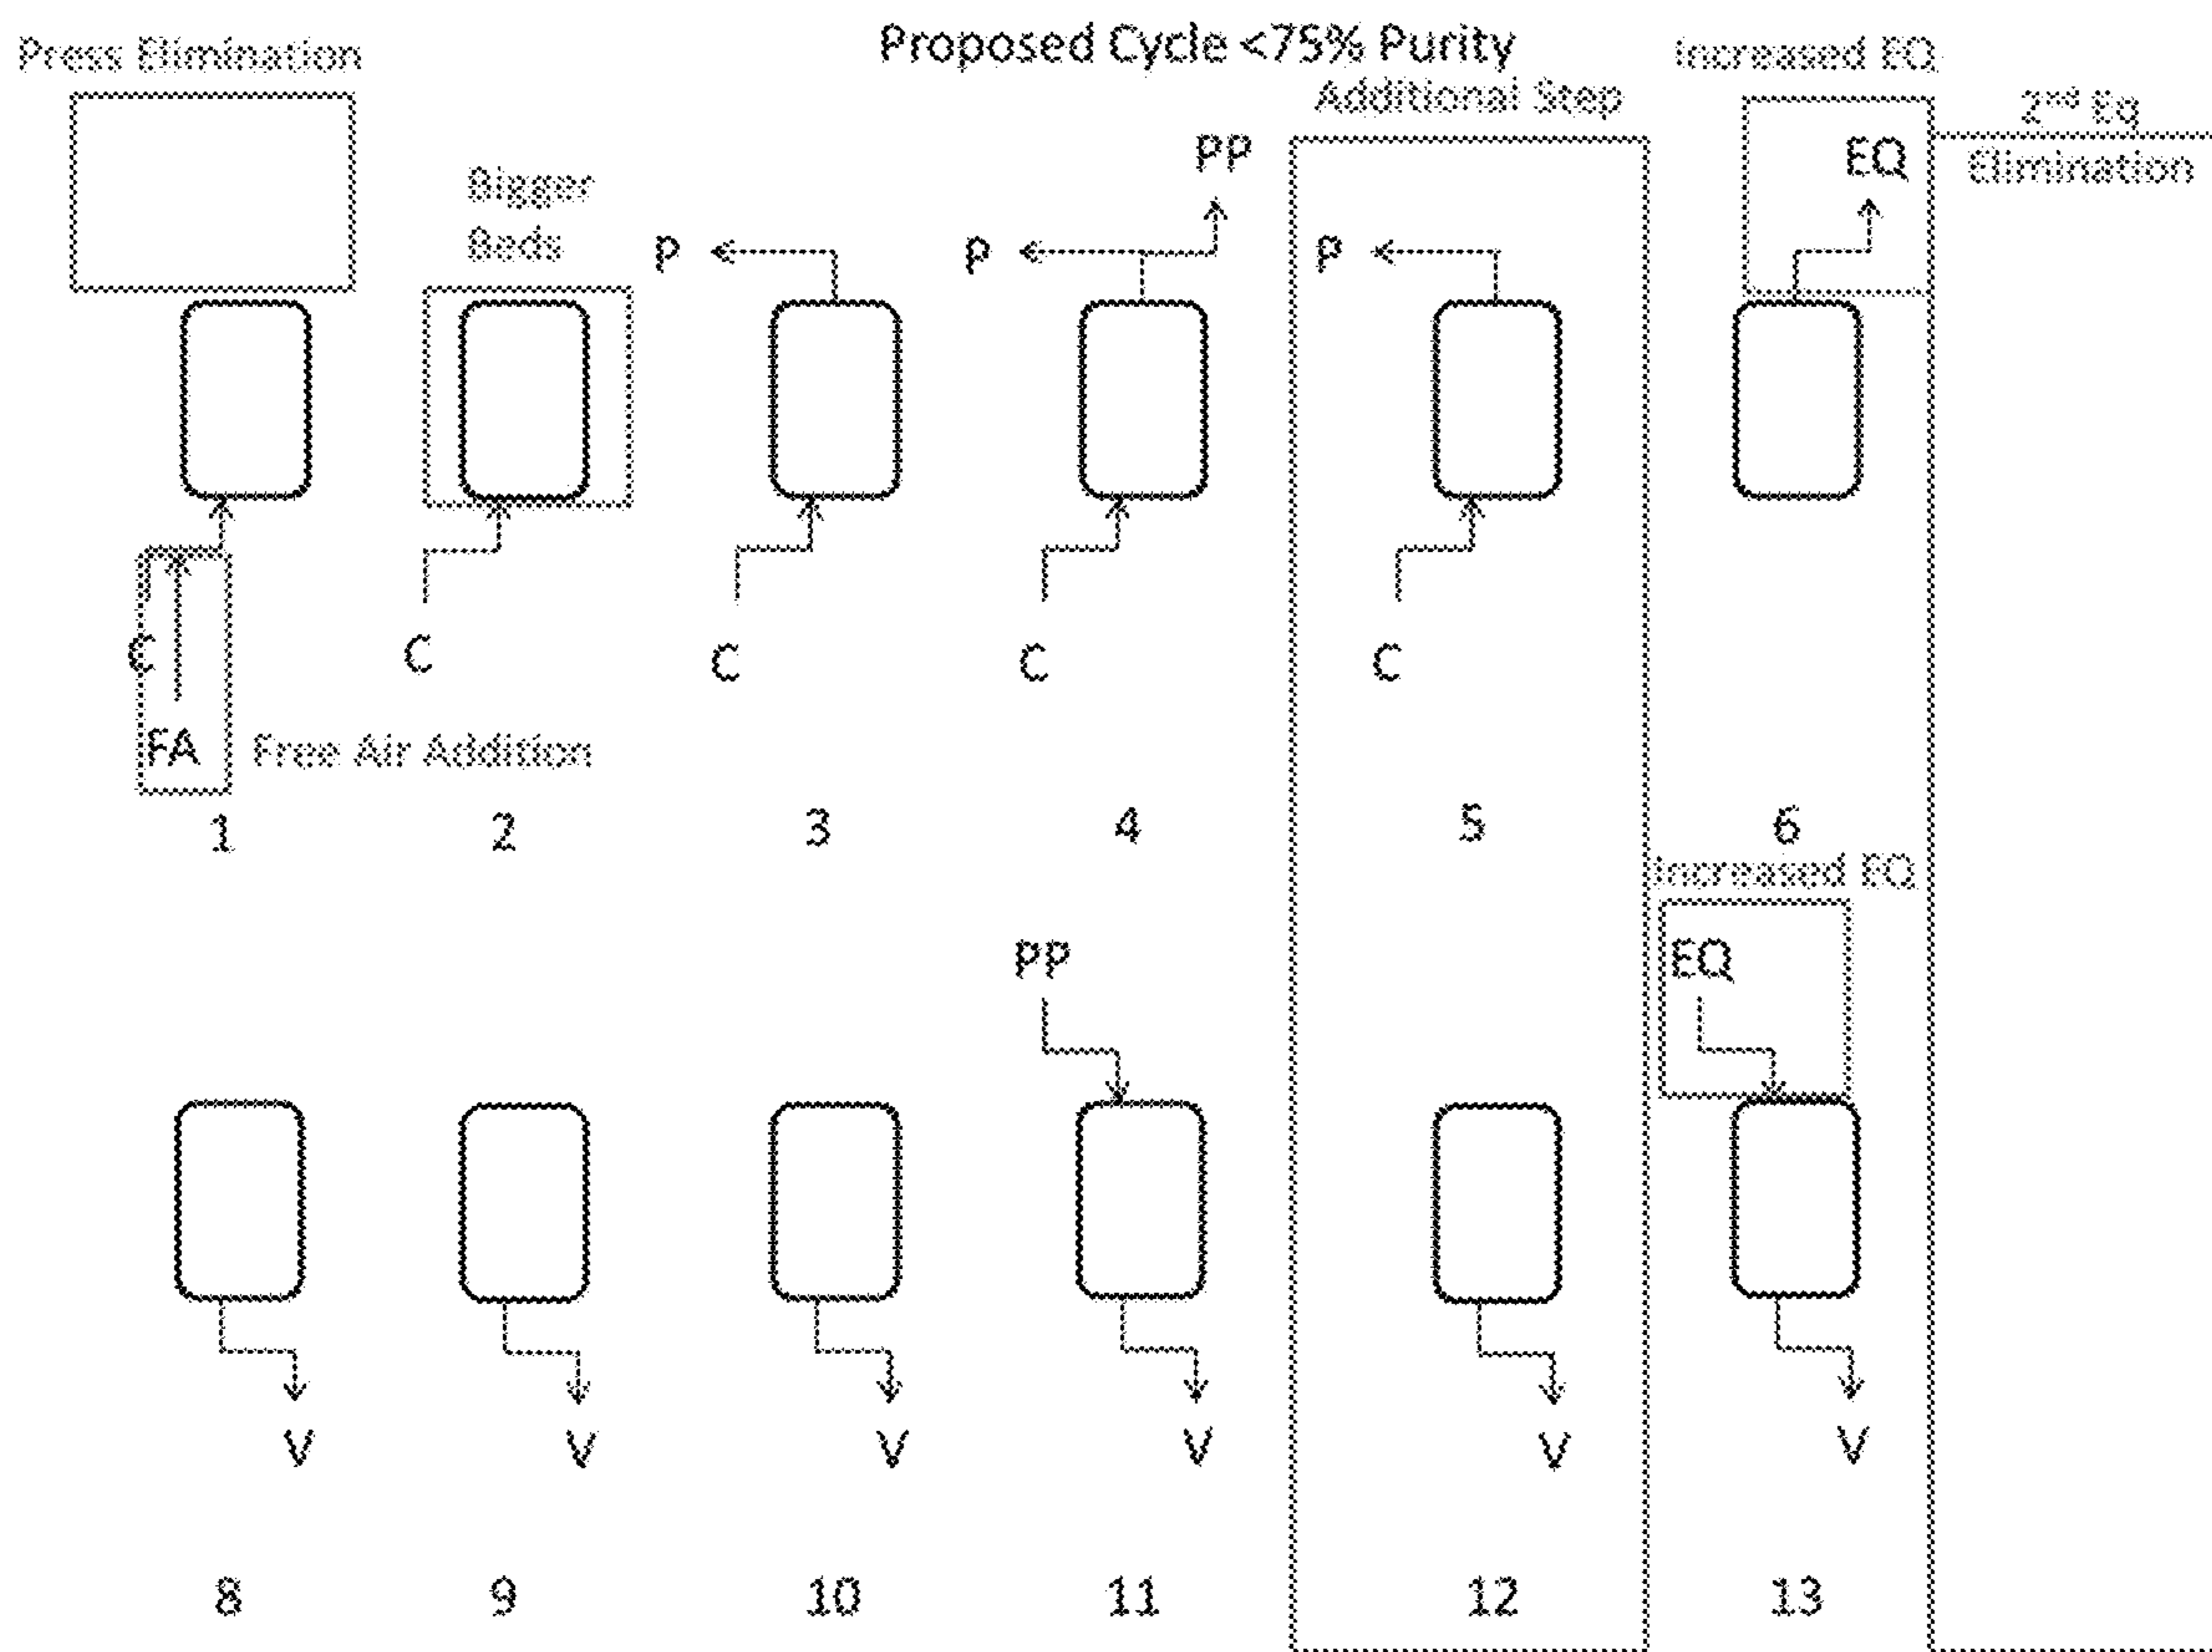 Proposed Cycle <75% Purity
Press Elimination
Additional Step
Increased EQ
2nd Eq
Elimination
Bigger
Beds
PP
EQ
P
P
P
C
C
C
C
C
FA
Free Air Addition
1
2
3
4
5
6
Increased EQ
PP
EQ
V
V
V
V
V
V
8
9
10
11
12
13